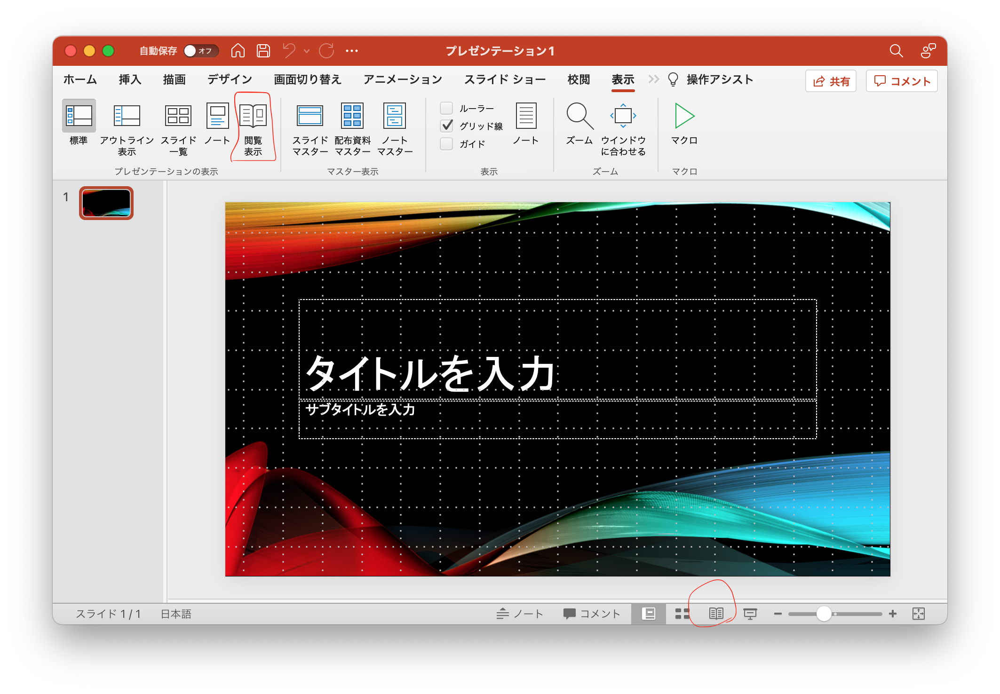 自動保存 オフ プレゼンテーション1
ホーム 挿入 描画 デザイン 画面切り替え アニメーション スライド ショー 校閲 表示 操作アシスト 共有 コメント
標準
アウトライン
表示
スライド
一覧
ノート
閲覧
表示
スライド
マスター
配布資料
マスター
ノート
マスター
ルーラー
グリッド線
ガイド
ノート
ズーム
ウインドウ
に合わせる
マクロ
プレゼンテーションの表示 マスター表示 表示 ズーム マクロ
1
タイトルを入力
サブタイトルを入力
スライド 1 / 1 日本語 ノート コメント